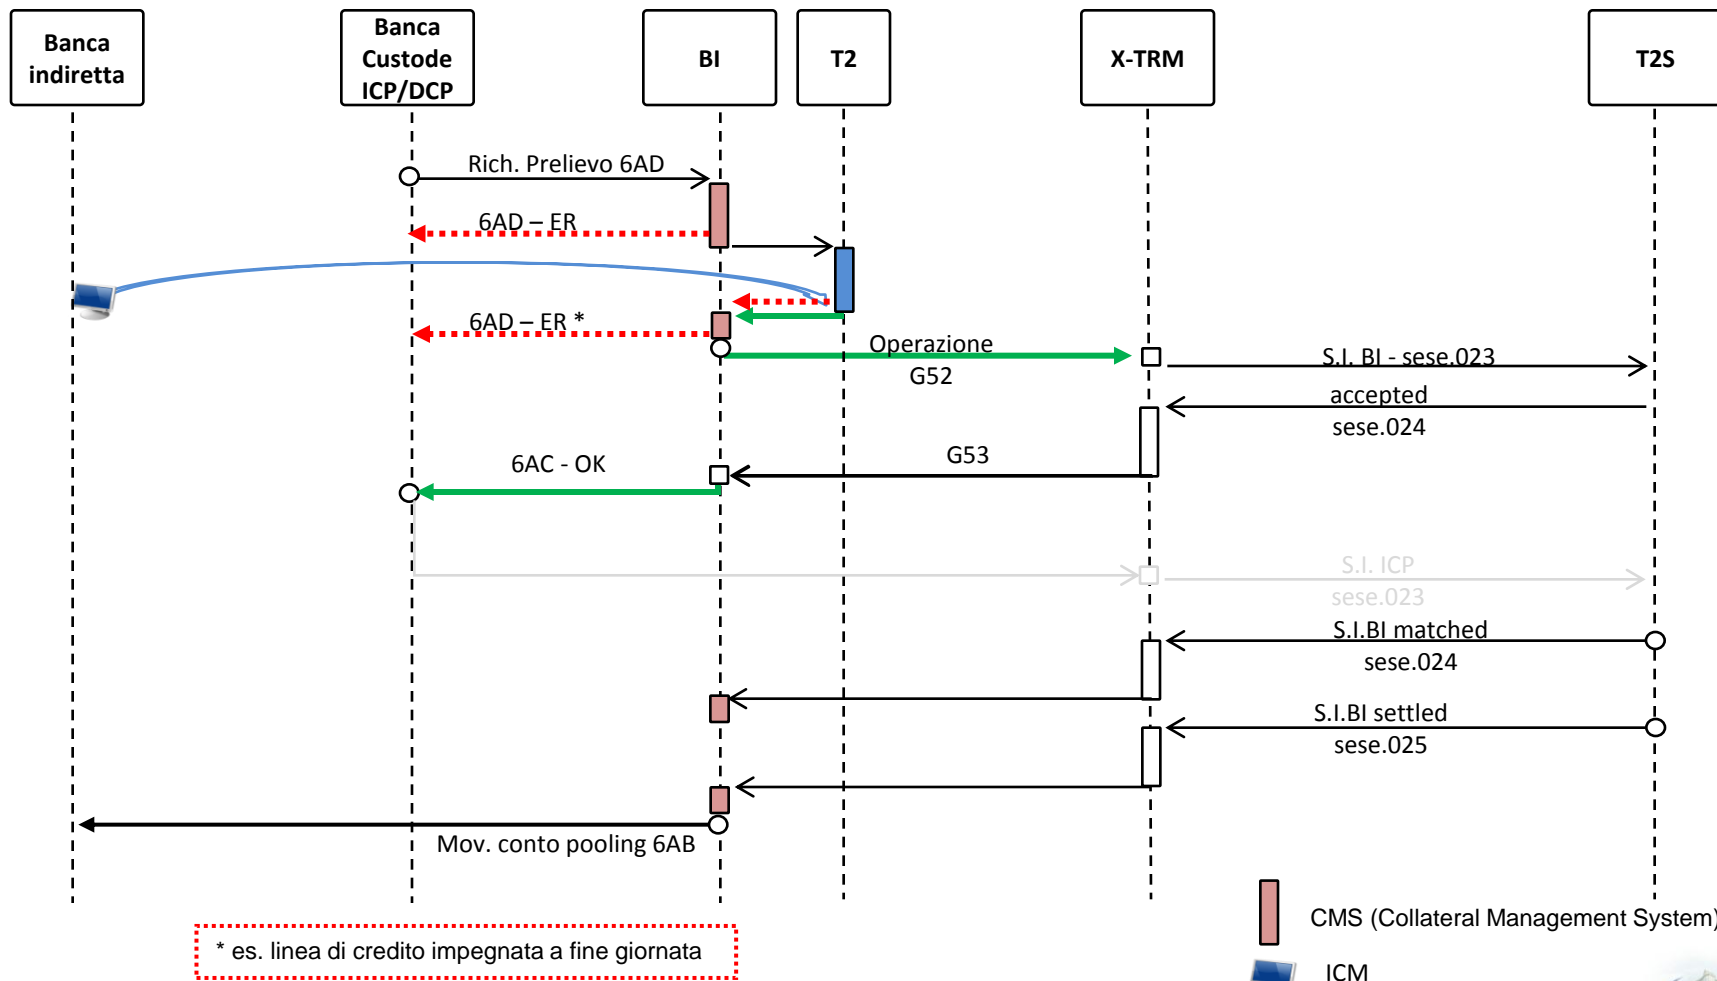 Banca
indiretta
Banca
Custode
ICP/DCP
BI
T2
X-TRM
T2S
Rich. Prelievo 6AD
6AD – ER
6AD – ER *
Operazione
G52
S.I. BI - sese.023
accepted
sese.024
G53
6AC - OK
S.I. ICP
sese.023
S.I.BI matched
sese.024
S.I.BI settled
sese.025
Mov. conto pooling 6AB
CMS (Collateral Management System)
* es. linea di credito impegnata a fine giornata
ICM